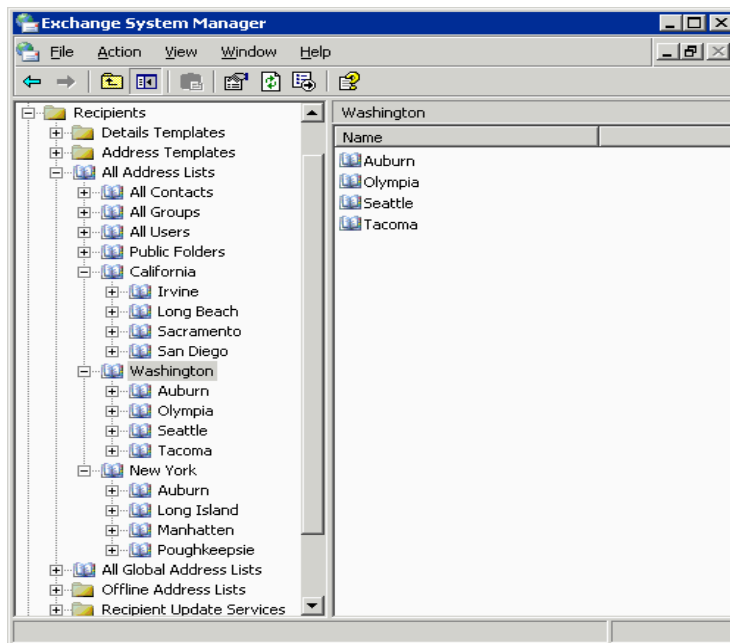 Exchange System Manager
File Action View Window Help
Recipients
Details Templates
Address Templates
All Address Lists
All Contacts
All Groups
All Users
Public Folders
California
Irvine
Long Beach
Sacramento
San Diego
Washington
Auburn
Olympia
Seattle
Tacoma
New York
Auburn
Long Island
Manhatten
Poughkeepsie
All Global Address Lists
Offline Address Lists
Recipient Update Services
Washington
Name
Auburn
Olympia
Seattle
Tacoma